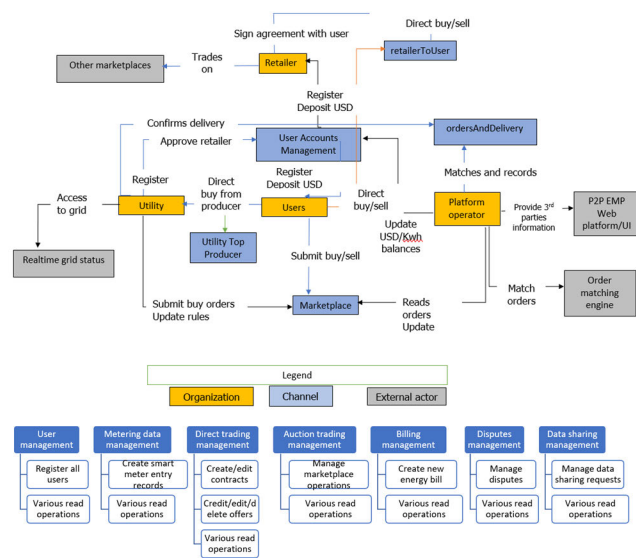 Direct buy/sell
Sign agreement with user
retailerToUser
Other marketplaces
Trades
on
Retailer
Register
Deposit USD
Confirms delivery
User Accounts
Management
ordersAndDelivery
Approve retailer
Matches and records
Register
Direct
buy from
producer
Register
Deposit USD
Direct
buy/sell
Access
to grid
Utility
Users
Platform
operator
Provide 3rd
parties
information
P2P EMP
Web
platform/UI
Update
USD/Kwh
balances
Utility Top
Producer
Realtime grid status
Submit buy/sell
Match
orders
Order
matching
engine
Submit buy orders
Update rules
Marketplace
Reads
orders
Update
Legend
Organization
Channel
External actor
User
management
Metering data
management
Direct trading
management
Auction trading
management
Billing
management
Disputes
management
Data sharing
management
Register all
users
Create smart
meter entry
records
Create/edit
contracts
Manage
marketplace
operations
Create new
energy bill
Manage
disputes
Manage data
sharing requests
Various read
operations
Various read
operations
Credit/edit/d
elete offers
Various read
operations
Various read
operations
Various read
operations
Various read
operations
Various read
operations